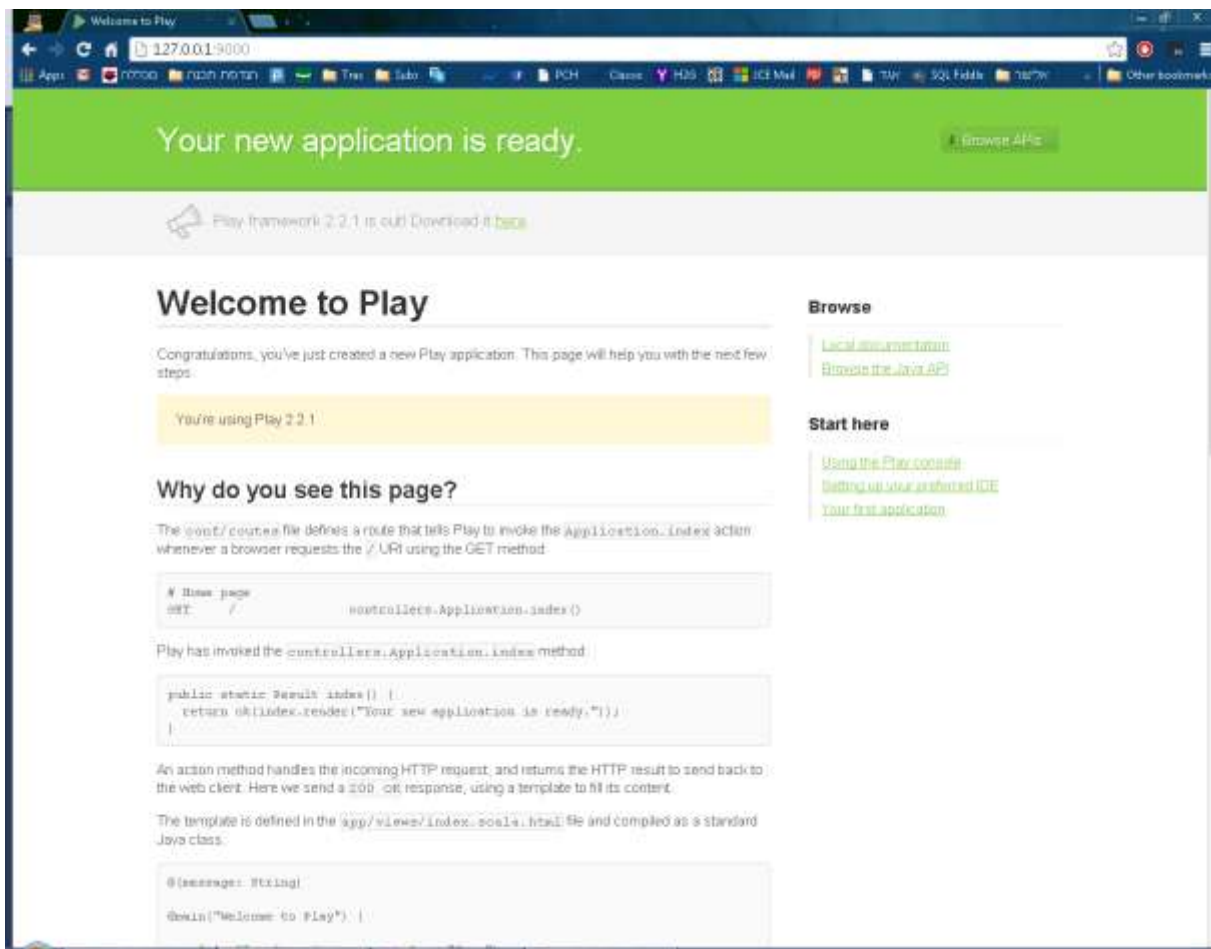 Welcome to Play
127.0.0.1:9000
Apps
PCH
H2G
ICE Mail
SQL Fiddle
Other bookmarks
Your new application is ready.
Browse APIs
Play framework 2.2.1 is out! Download it here
Welcome to Play
Congratulations, you've just created a new Play application. This page will help you with the next few
steps.
You're using Play 2.2.1
Why do you see this page?
The conf/routes file defines a route that tells Play to invoke the Application.index action
whenever a browser requests the / URI using the GET method:
# Home page
GET / controllers.Application.index()
Play has invoked the controllers.Application.index method:
public static Result index() {
return ok(index.render("Your new application is ready."));
}
An action method handles the incoming HTTP request, and returns the HTTP result to send back to
the web client. Here we send a 200 OK response, using a template to fill its content.
The template is defined in the app/views/index.scala.html file and compiled as a standard
Java class.
@(message: String)
@main("Welcome to Play") {
Browse
Local documentation
Browse the Java API
Start here
Using the Play console
Setting up your preferred IDE
Your first application